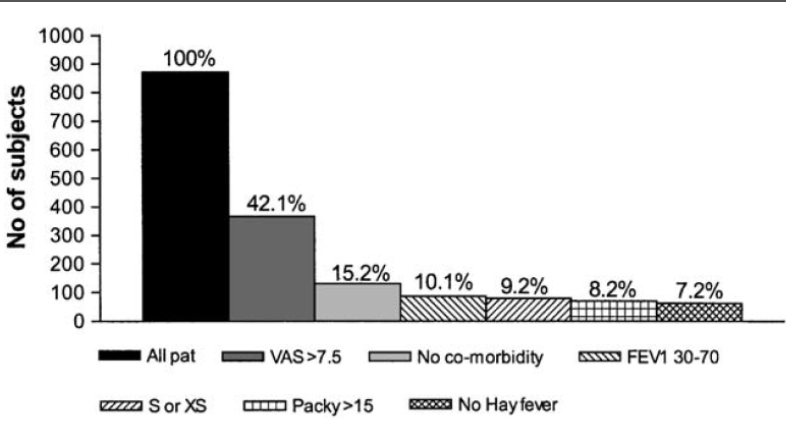 No of subjects
1000
900
800
700
600
500
400
300
200
100
0
100%
42.1%
15.2%
10.1%
9.2%
8.2%
7.2%
All pat
VAS >7.5
No co-morbidity
FEV1 30-70
S or XS
Packy >15
No Hay fever